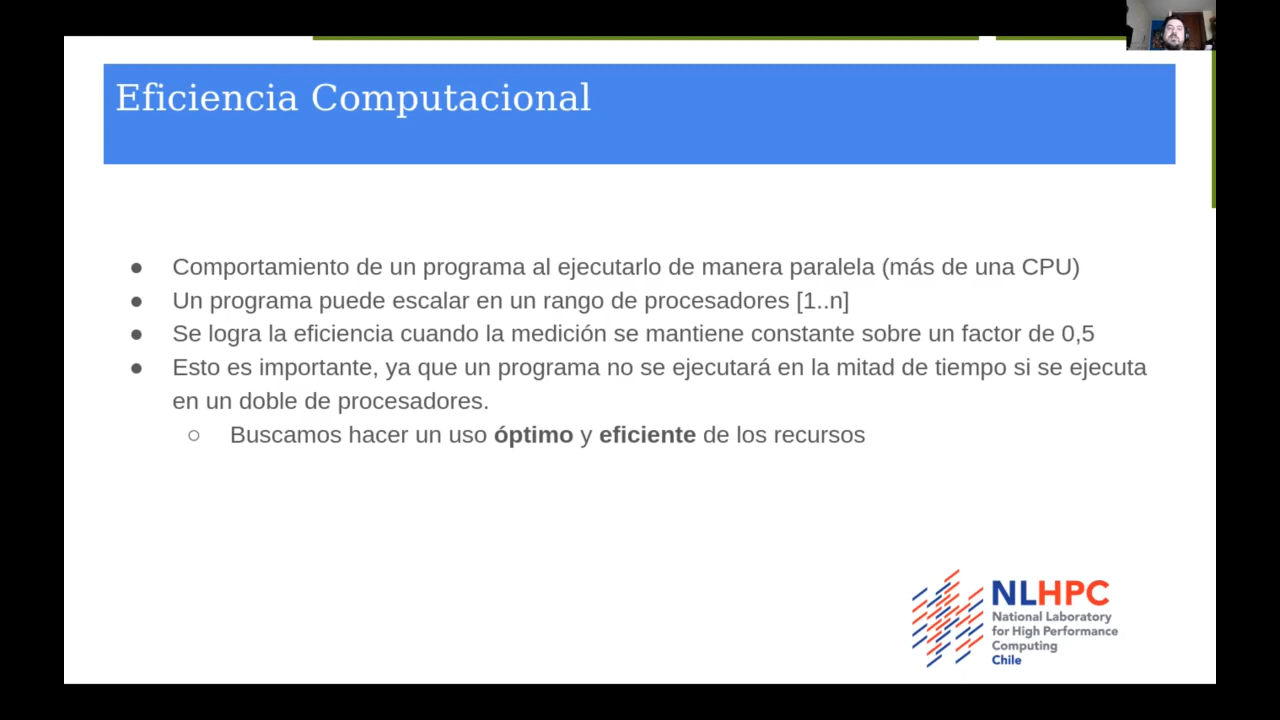 Eficiencia Computacional
● Comportamiento de un programa al ejecutarlo de manera paralela (más de una CPU)
● Un programa puede escalar en un rango de procesadores [1..n]
● Se logra la eficiencia cuando la medición se mantiene constante sobre un factor de 0,5
● Esto es importante, ya que un programa no se ejecutará en la mitad de tiempo si se ejecuta
en un doble de procesadores.
○ Buscamos hacer un uso óptimo y eficiente de los recursos
NLHPC
National Laboratory
for High Performance
Computing
Chile